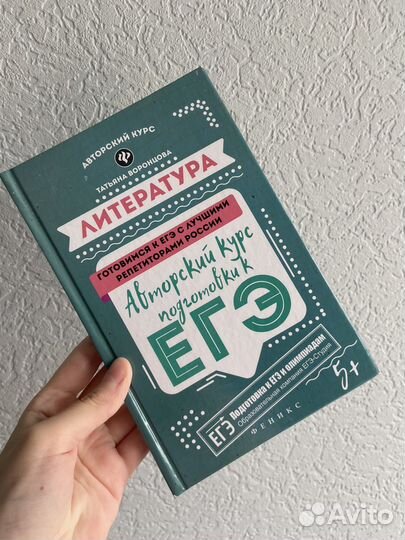 АВТОРСКИЙ КУРС
ТАТЬЯНА ВОРОНЦОВА
ЛИТЕРАТУРА
ГОТОВИМСЯ К ЕГЭ С ЛУЧШИМИ
РЕПЕТИТОРАМИ РОССИИ
Авторский курс
подготовки к
ЕГЭ
ЕГЭ Подготовка к ЕГЭ и олимпиадам
Образовательная компания ЕГЭ-Студия
5+
ФЕНИКС
Avito